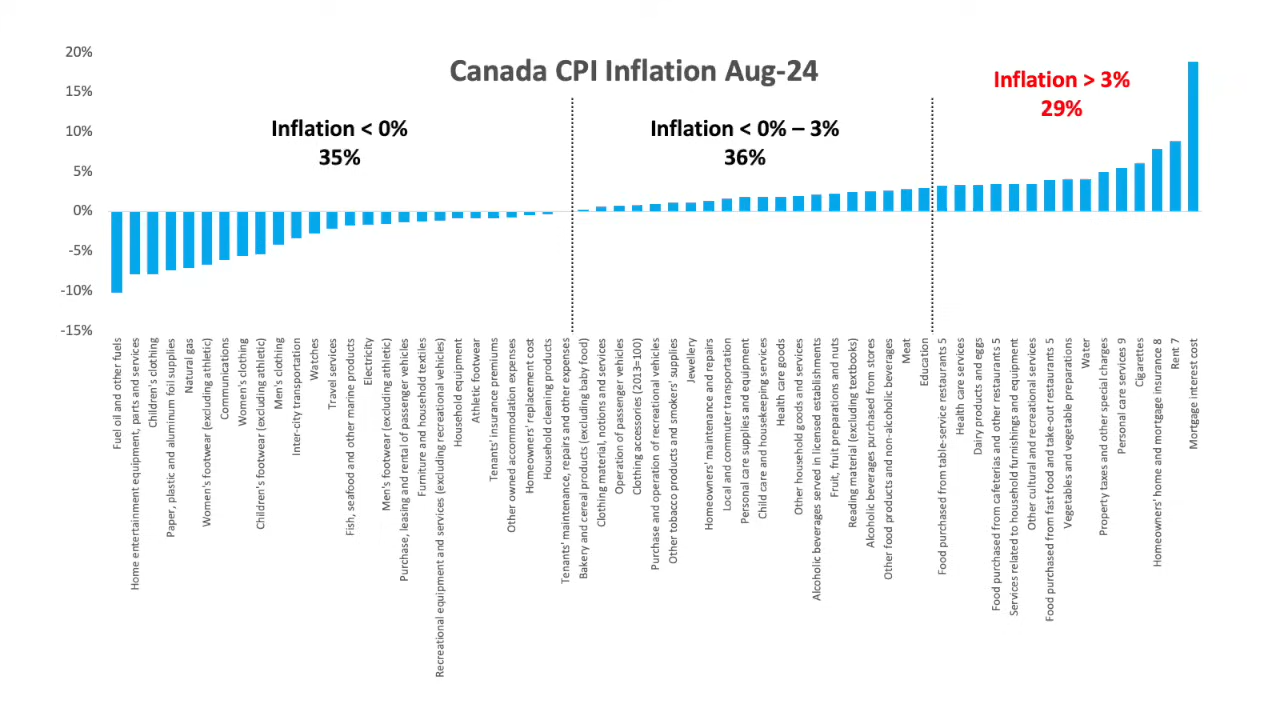 Canada CPI Inflation Aug-24
Inflation < 0%
35%
Inflation < 0% – 3%
36%
Inflation > 3%
29%
20%
15%
10%
5%
0%
-5%
-10%
-15%
Fuel oil and other fuels
Home entertainment equipment, parts and services
Children's clothing
Paper, plastic and aluminum foil supplies
Natural gas
Women's footwear (excluding athletic)
Communications
Women's clothing
Children's footwear (excluding athletic)
Men's clothing
Inter-city transportation
Watches
Travel services
Fish, seafood and other marine products
Electricity
Men's footwear (excluding athletic)
Purchase, leasing and rental of passenger vehicles
Furniture and household textiles
Recreational equipment and services (excluding recreational vehicles)
Household equipment
Athletic footwear
Tenants' insurance premiums
Other owned accommodation expenses
Homeowners' replacement cost
Household cleaning products
Tenants' maintenance, repairs and other expenses
Bakery and cereal products (excluding baby food)
Clothing material, notions and services
Operation of passenger vehicles
Clothing accessories (2013=100)
Purchase and operation of recreational vehicles
Other tobacco products and smokers' supplies
Jewellery
Homeowners' maintenance and repairs
Local and commuter transportation
Personal care supplies and equipment
Child care and housekeeping services
Health care goods
Other household goods and services
Alcoholic beverages served in licensed establishments
Fruit, fruit preparations and nuts
Reading material (excluding textbooks)
Alcoholic beverages purchased from stores
Other food products and non-alcoholic beverages
Meat
Education
Food purchased from table-service restaurants 5
Health care services
Dairy products and eggs
Food purchased from cafeterias and other restaurants 5
Services related to household furnishings and equipment
Other cultural and recreational services
Food purchased from fast food and take-out restaurants 5
Vegetables and vegetable preparations
Water
Property taxes and other special charges
Personal care services 9
Cigarettes
Homeowners' home and mortgage insurance 8
Rent 7
Mortgage interest cost